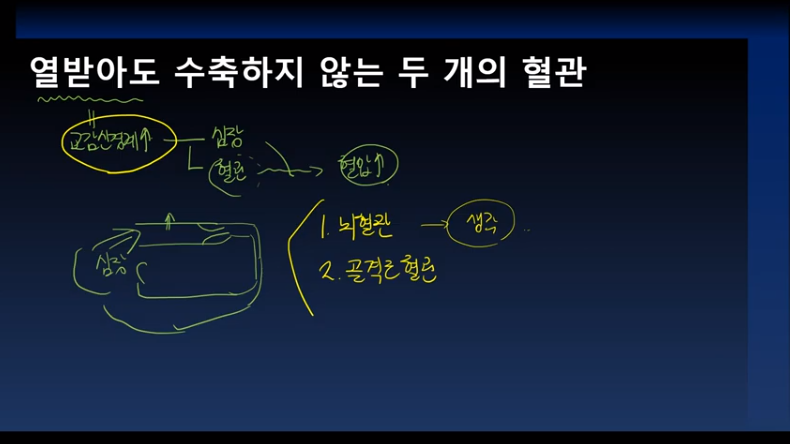 열받아도 수축하지 않는 두 개의 혈관
교감신경계↑ 심장
혈관 혈압↑
1. 뇌혈관 → 생각
심장
2. 골격근혈관